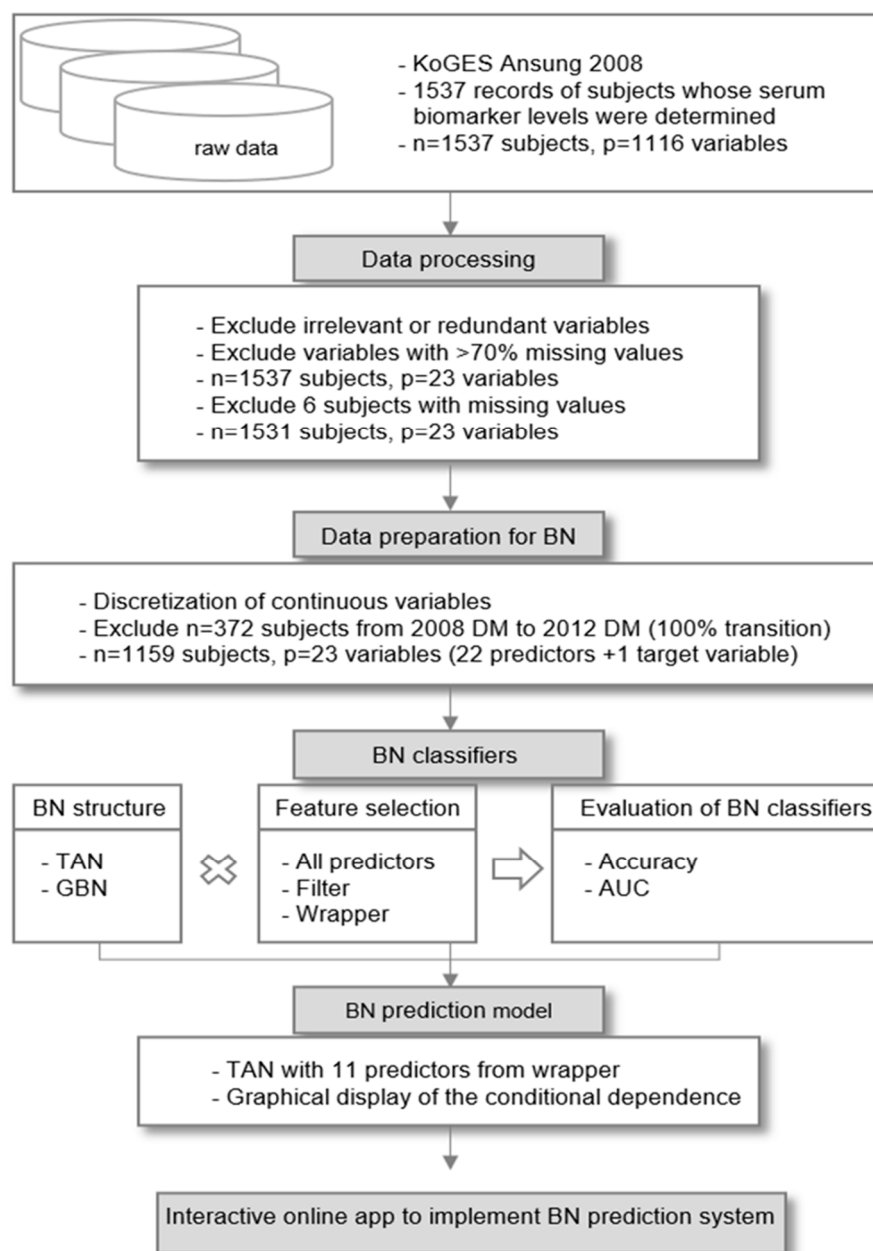 raw data
- KoGES Ansung 2008
- 1537 records of subjects whose serum
biomarker levels were determined
- n=1537 subjects, p=1116 variables
Data processing
- Exclude irrelevant or redundant variables
- Exclude variables with >70% missing values
- n=1537 subjects, p=23 variables
- Exclude 6 subjects with missing values
- n=1531 subjects, p=23 variables
Data preparation for BN
- Discretization of continuous variables
- Exclude n=372 subjects from 2008 DM to 2012 DM (100% transition)
- n=1159 subjects, p=23 variables (22 predictors +1 target variable)
BN classifiers
BN structure
- TAN
- GBN
Feature selection
- All predictors
- Filter
- Wrapper
Evaluation of BN classifiers
- Accuracy
- AUC
BN prediction model
- TAN with 11 predictors from wrapper
- Graphical display of the conditional dependence
Interactive online app to implement BN prediction system